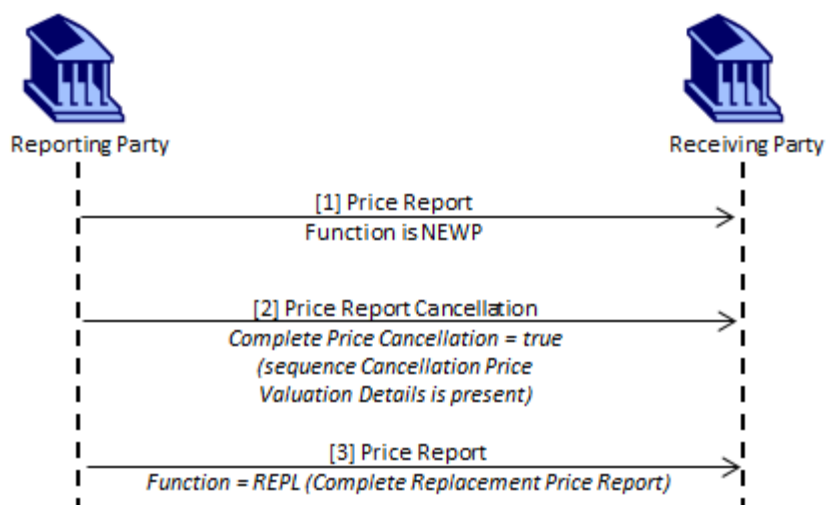 Reporting Party
Receiving Party
[1] Price Report
Function is NEWP
[2] Price Report Cancellation
Complete Price Cancellation = true
(sequence Cancellation Price
Valuation Details is present)
[3] Price Report
Function = REPL (Complete Replacement Price Report)